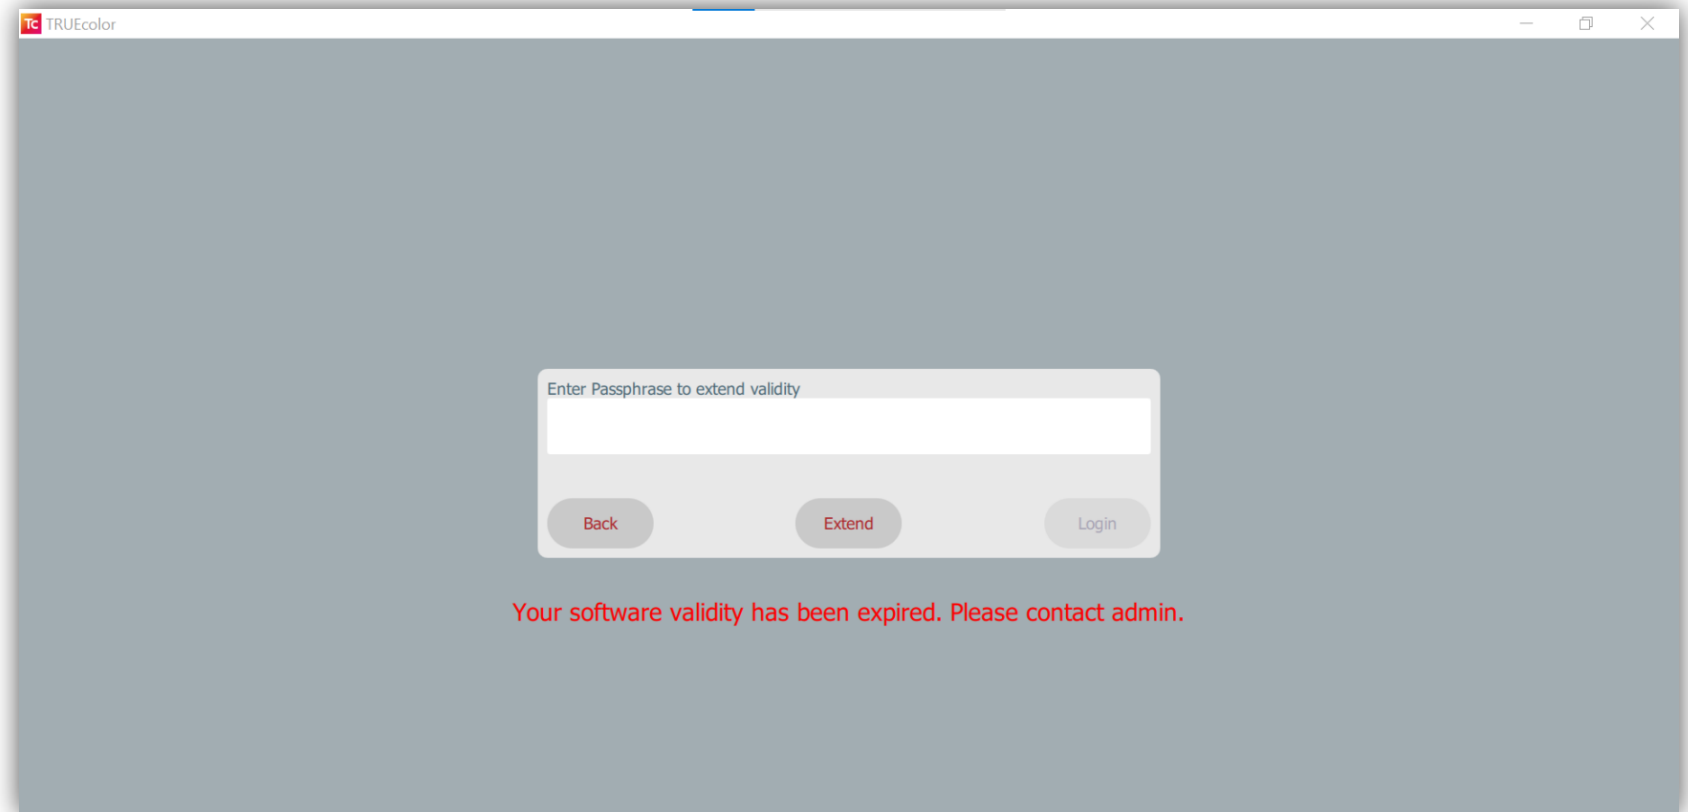 Tc TRUEcolor
Enter Passphrase to extend validity
Back Extend Login
Your software validity has been expired. Please contact admin.